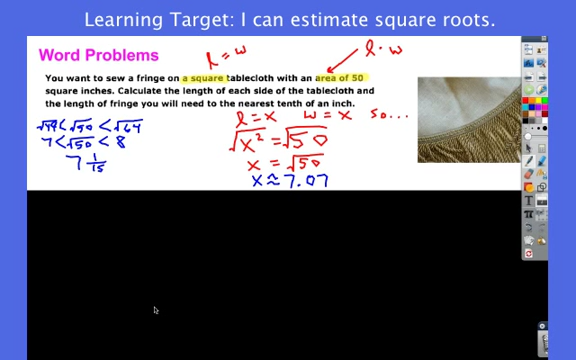 Learning Target: I can estimate square roots.
Word Problems
l = w
l · w
You want to sew a fringe on a square tablecloth with an area of 50
square inches. Calculate the length of each side of the tablecloth and
the length of fringe you will need to the nearest tenth of an inch.
l = x w = x so...
√49 < √50 < √64
√x² = √50
7 < √50 < 8
x = √50
7 1/15
x ≈ 7.07
T